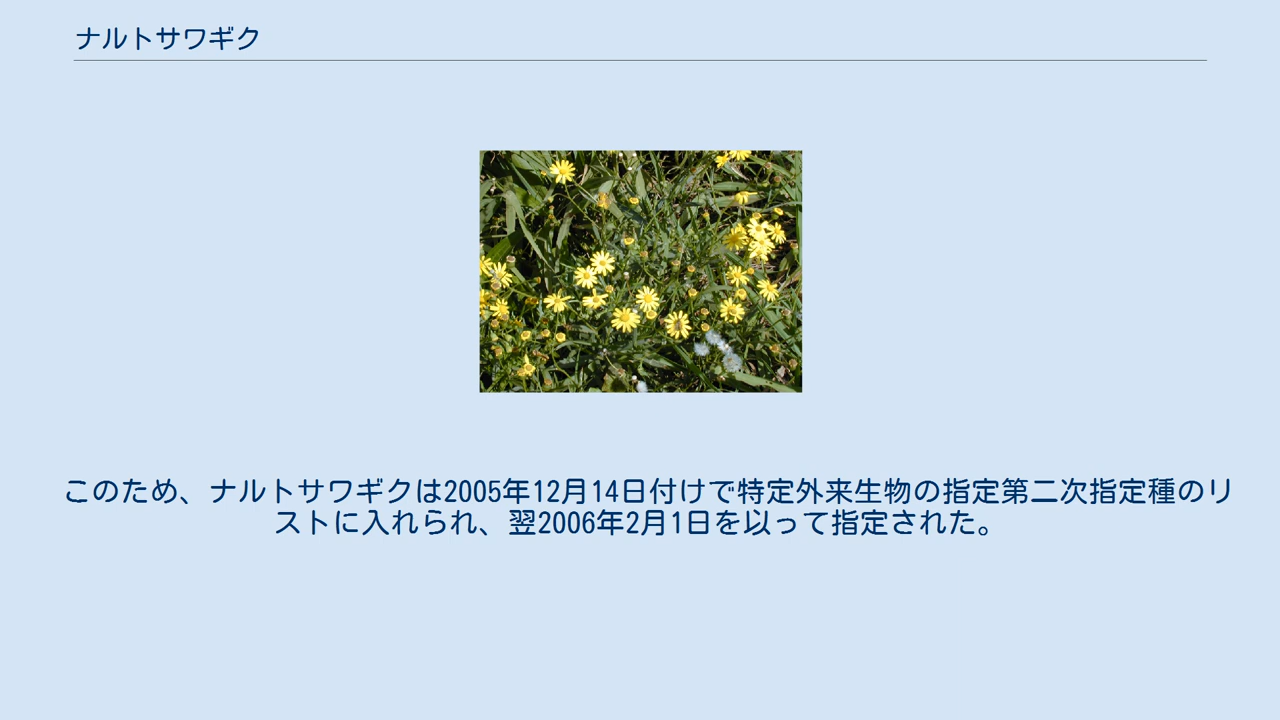 ナルトサワギク
このため、ナルトサワギクは2005年12月14日付けで特定外来生物の指定第二次指定種のリ
ストに入れられ、翌2006年2月1日を以って指定された。